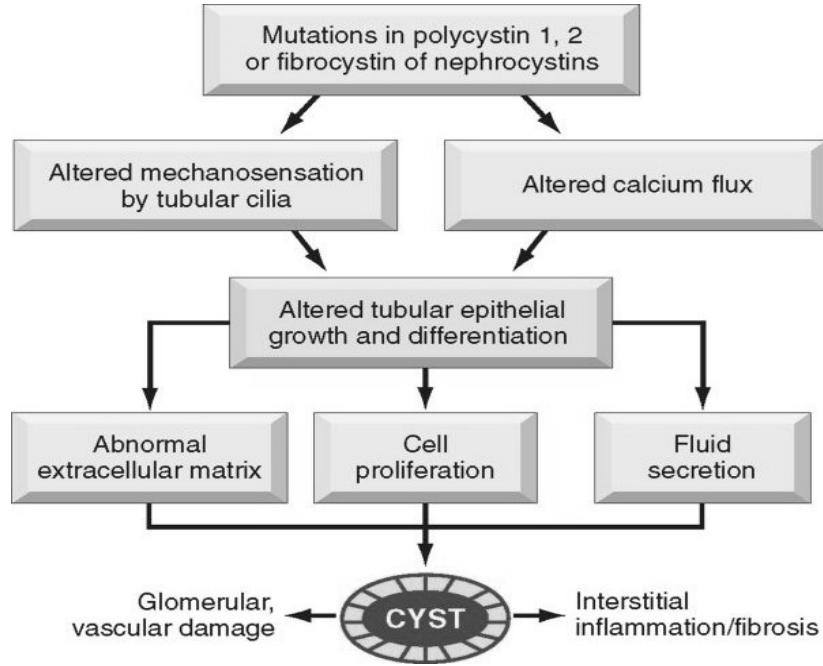 Mutations in polycystin 1, 2
or fibrocystin of nephrocystins
Altered mechanosensation
by tubular cilia
Altered calcium flux
Altered tubular epithelial
growth and differentiation
Abnormal
extracellular matrix
Cell
proliferation
Fluid
secretion
Glomerular,
vascular damage
CYST
Interstitial
inflammation/fibrosis